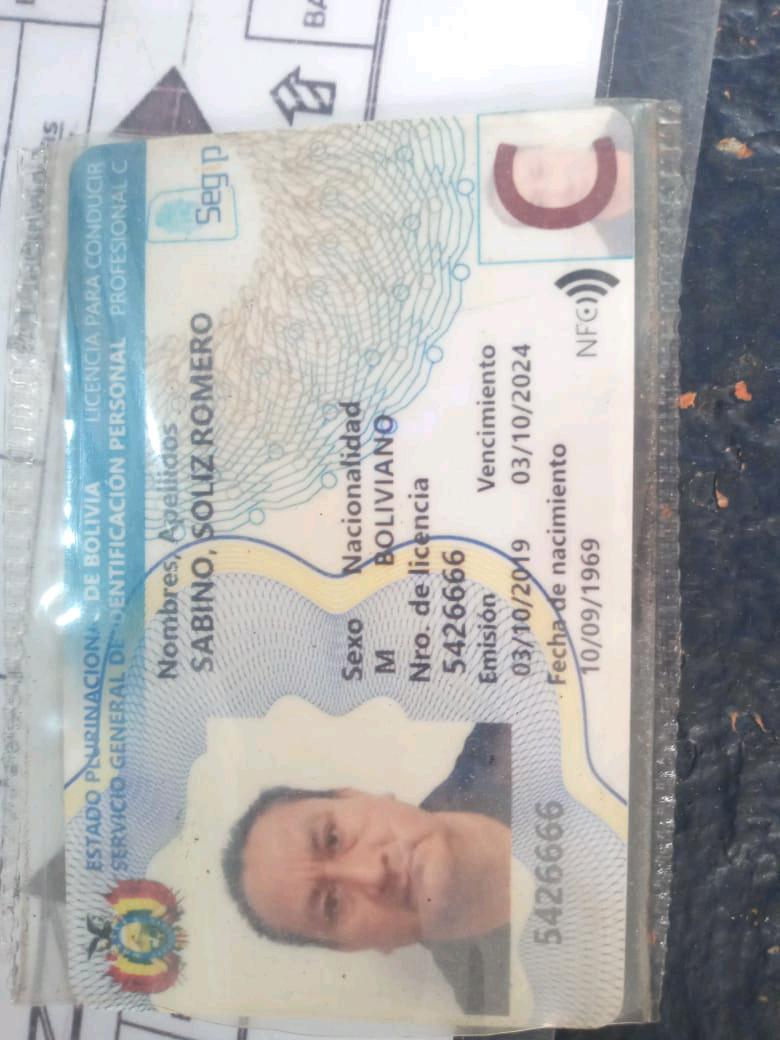 ESTADO PLURINACIONAL DE BOLIVIA LICENCIA PARA CONDUCIR
SERVICIO GENERAL DE IDENTIFICACIÓN PERSONAL PROFESIONAL C
Segip
Nombres, Apellidos
SABINO, SOLIZ ROMERO
Sexo Nacionalidad
M BOLIVIANO
Nro. de licencia
5426666
Emisión Vencimiento
03/10/2019 03/10/2024
Fecha de nacimiento
10/09/1969
C
NFC
5426666
BA